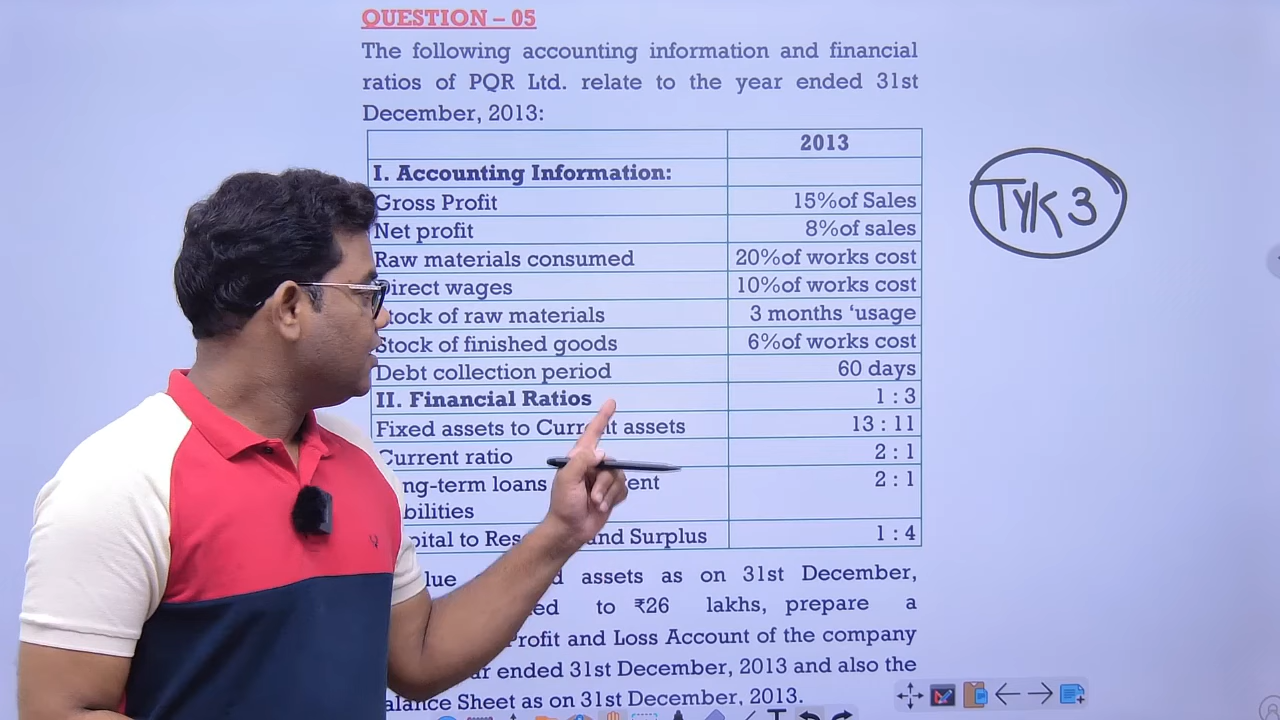 QUESTION – 05
The following accounting information and financial
ratios of PQR Ltd. relate to the year ended 31st
December, 2013:
2013
I. Accounting Information:
Gross Profit 15%of Sales
Net profit 8%of sales
Raw materials consumed 20%of works cost
Direct wages 10%of works cost
Stock of raw materials 3 months ‘usage
Stock of finished goods 6%of works cost
Debt collection period 60 days
II. Financial Ratios 1 : 3
Fixed assets to Current assets 13 : 11
Current ratio 2 : 1
ng-term loans ent 2 : 1
bilities
pital to Res and Surplus 1 : 4
lue d assets as on 31st December,
ed to ₹26 lakhs, prepare a
Profit and Loss Account of the company
ar ended 31st December, 2013 and also the
alance Sheet as on 31st December, 2013.
TYK 3